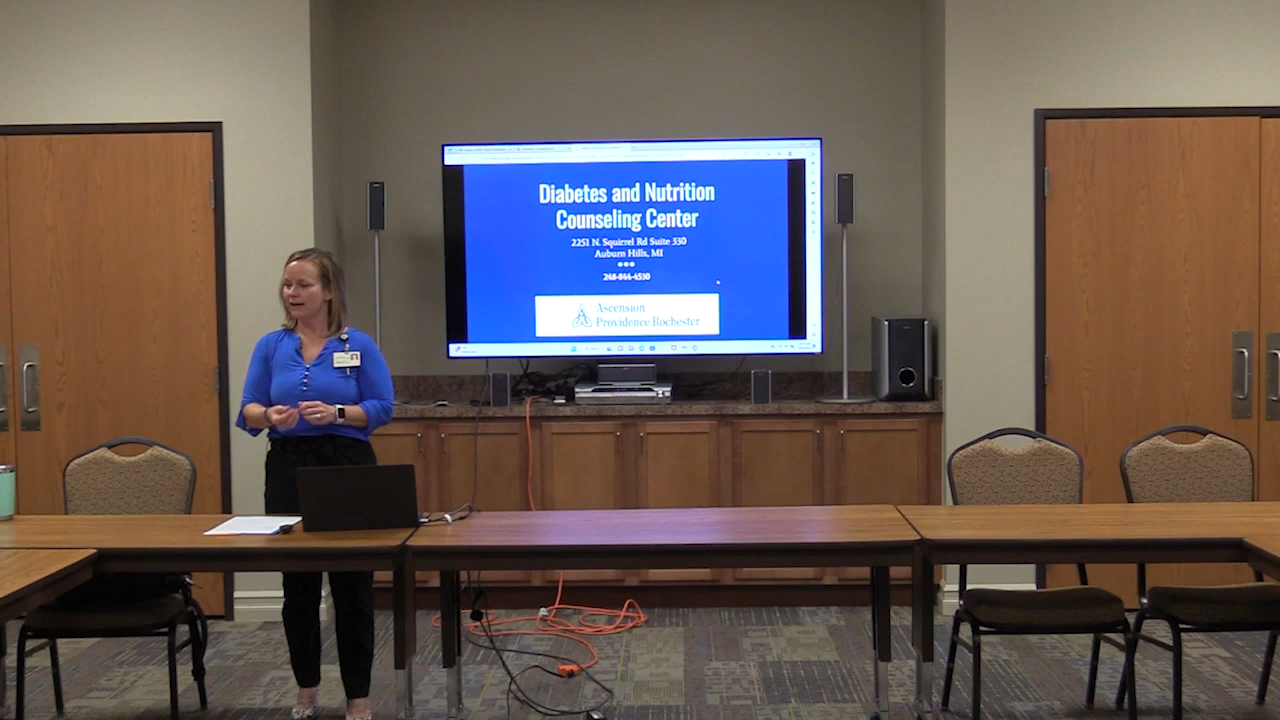 Diabetes and Nutrition
Counseling Center
2251 N. Squirrel Rd Suite 330
Auburn Hills, MI
248-844-4530
Ascension
Providence Rochester